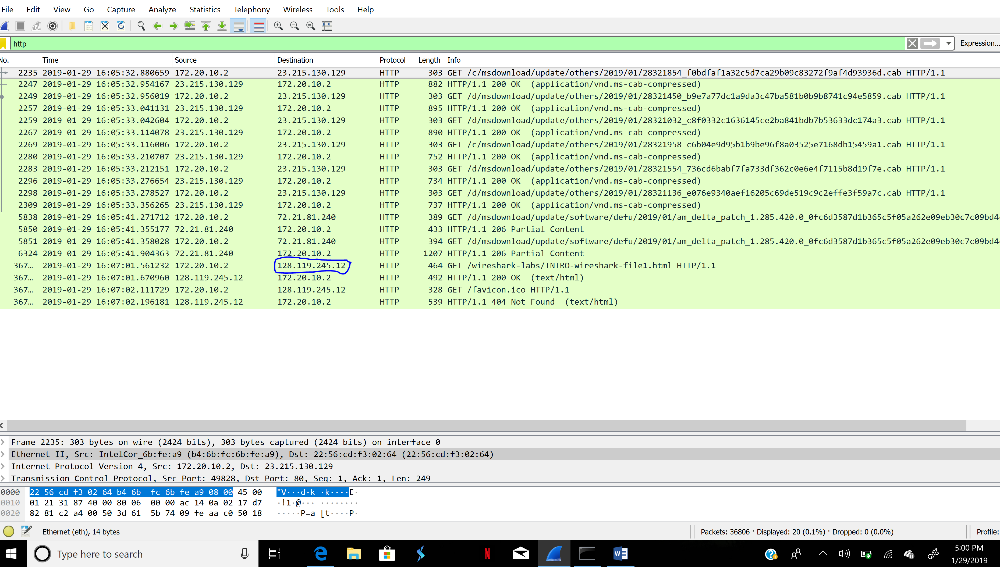 File Edit View Go Capture Analyze Statistics Telephony Wireless Tools Help
http
Expression...
No. Time Source Destination Protocol Length Info
2235 2019-01-29 16:05:32.880659 172.20.10.2 23.215.130.129 HTTP 303 GET /c/msdownload/update/others/2019/01/28321854_f0bdfaf1a32c5d7ca29b09c83272f9af4d93936d.cab HTTP/1.1
2247 2019-01-29 16:05:32.954167 23.215.130.129 172.20.10.2 HTTP 882 HTTP/1.1 200 OK (application/vnd.ms-cab-compressed)
2249 2019-01-29 16:05:32.956019 172.20.10.2 23.215.130.129 HTTP 303 GET /d/msdownload/update/others/2019/01/28321450_b9e7a77dc1a9da3c47ba581b0b9b8741c94e5859.cab HTTP/1.1
2257 2019-01-29 16:05:33.041131 23.215.130.129 172.20.10.2 HTTP 895 HTTP/1.1 200 OK (application/vnd.ms-cab-compressed)
2259 2019-01-29 16:05:33.042604 172.20.10.2 23.215.130.129 HTTP 303 GET /d/msdownload/update/others/2019/01/28321032_c8f0332c1636145ce2ba841bdb7b53633dc174a3.cab HTTP/1.1
2267 2019-01-29 16:05:33.114078 23.215.130.129 172.20.10.2 HTTP 890 HTTP/1.1 200 OK (application/vnd.ms-cab-compressed)
2269 2019-01-29 16:05:33.116006 172.20.10.2 23.215.130.129 HTTP 303 GET /c/msdownload/update/others/2019/01/28321958_c6b04e9d95b1b9be96f8a03525e7168db15459a1.cab HTTP/1.1
2280 2019-01-29 16:05:33.210707 23.215.130.129 172.20.10.2 HTTP 752 HTTP/1.1 200 OK (application/vnd.ms-cab-compressed)
2283 2019-01-29 16:05:33.212151 172.20.10.2 23.215.130.129 HTTP 303 GET /d/msdownload/update/others/2019/01/28321554_736cd6babf7fa733df362c0e6e4f7115b8d19f7e.cab HTTP/1.1
2296 2019-01-29 16:05:33.276654 23.215.130.129 172.20.10.2 HTTP 734 HTTP/1.1 200 OK (application/vnd.ms-cab-compressed)
2298 2019-01-29 16:05:33.278527 172.20.10.2 23.215.130.129 HTTP 303 GET /d/msdownload/update/others/2019/01/28321136_e076e9340aef16205c69de519c9c2effe3f59a7c.cab HTTP/1.1
2309 2019-01-29 16:05:33.356265 23.215.130.129 172.20.10.2 HTTP 737 HTTP/1.1 200 OK (application/vnd.ms-cab-compressed)
5838 2019-01-29 16:05:41.271712 172.20.10.2 72.21.81.240 HTTP 389 GET /d/msdownload/update/software/defu/2019/01/am_delta_patch_1.285.420.0_0fc6d3587d1b365c5f05a262e09eb30c7c09bd4
5850 2019-01-29 16:05:41.355177 72.21.81.240 172.20.10.2 HTTP 433 HTTP/1.1 206 Partial Content
5851 2019-01-29 16:05:41.358028 172.20.10.2 72.21.81.240 HTTP 394 GET /d/msdownload/update/software/defu/2019/01/am_delta_patch_1.285.420.0_0fc6d3587d1b365c5f05a262e09eb30c7c09bd4
6324 2019-01-29 16:05:41.904363 72.21.81.240 172.20.10.2 HTTP 1207 HTTP/1.1 206 Partial Content
367… 2019-01-29 16:07:01.561232 172.20.10.2 128.119.245.12 HTTP 464 GET /wireshark-labs/INTRO-wireshark-file1.html HTTP/1.1
367… 2019-01-29 16:07:01.670960 128.119.245.12 172.20.10.2 HTTP 492 HTTP/1.1 200 OK (text/html)
367… 2019-01-29 16:07:02.111729 172.20.10.2 128.119.245.12 HTTP 328 GET /favicon.ico HTTP/1.1
367… 2019-01-29 16:07:02.196181 128.119.245.12 172.20.10.2 HTTP 539 HTTP/1.1 404 Not Found (text/html)
Frame 2235: 303 bytes on wire (2424 bits), 303 bytes captured (2424 bits) on interface 0
Ethernet II, Src: IntelCor_6b:fe:a9 (b4:6b:fc:6b:fe:a9), Dst: 22:56:cd:f3:02:64 (22:56:cd:f3:02:64)
Internet Protocol Version 4, Src: 172.20.10.2, Dst: 23.215.130.129
Transmission Control Protocol, Src Port: 49828, Dst Port: 80, Seq: 1, Ack: 1, Len: 249
0000 22 56 cd f3 02 64 b4 6b fc 6b fe a9 08 00 45 00 "V···d·k ·k····E·
0010 01 21 31 87 40 00 80 06 00 00 ac 14 0a 02 17 d7 ·!1·@··· ········
0020 82 81 c2 a4 00 50 3d 61 5b 74 09 fe aa c0 50 18 ·····P=a [t····P·
Ethernet (eth), 14 bytes
Packets: 36806 · Displayed: 20 (0.1%) · Dropped: 0 (0.0%)
Profile:
Type here to search
5:00 PM
1/29/2019